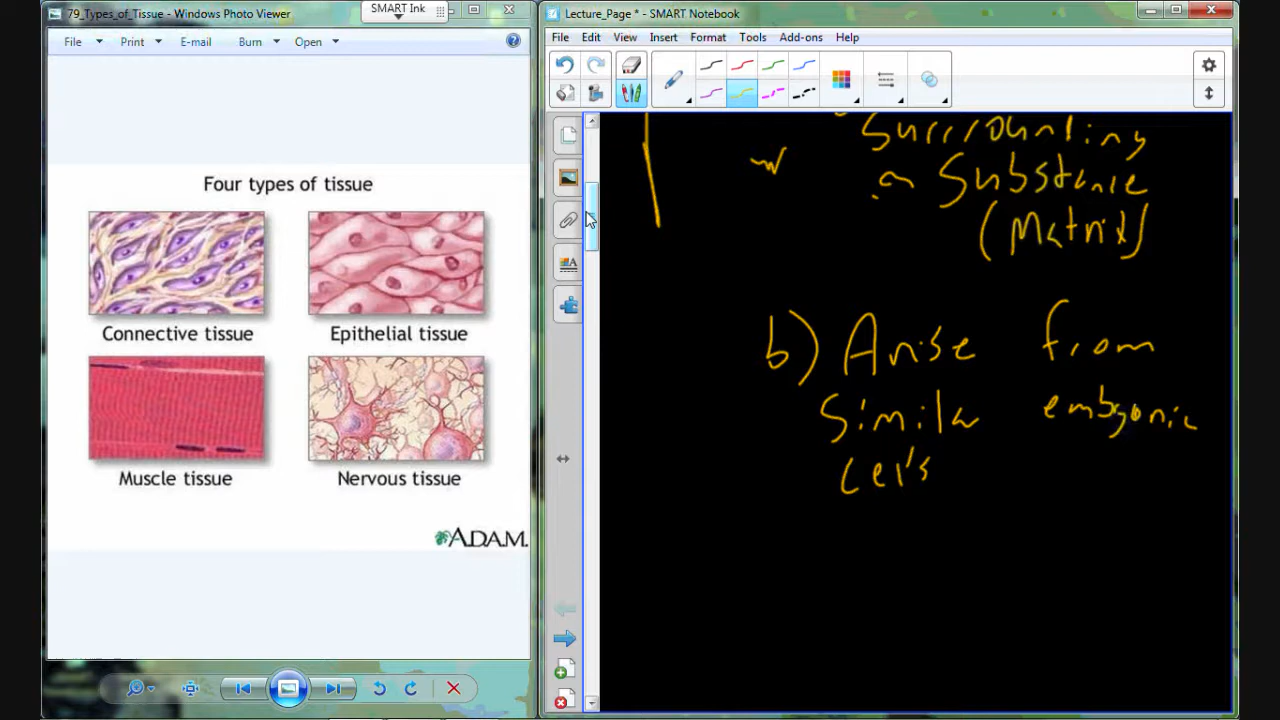 79_Types_of_Tissue - Windows Photo Viewer
SMART Ink
File Print E-mail Burn Open
Four types of tissue
Connective tissue Epithelial tissue
Muscle tissue Nervous tissue
A.D.A.M.
Lecture_Page * - SMART Notebook
File Edit View Insert Format Tools Add-ons Help
Surrounding
w a Substance
(Matrix)
b) Arise from
Similar embyonic
Cells